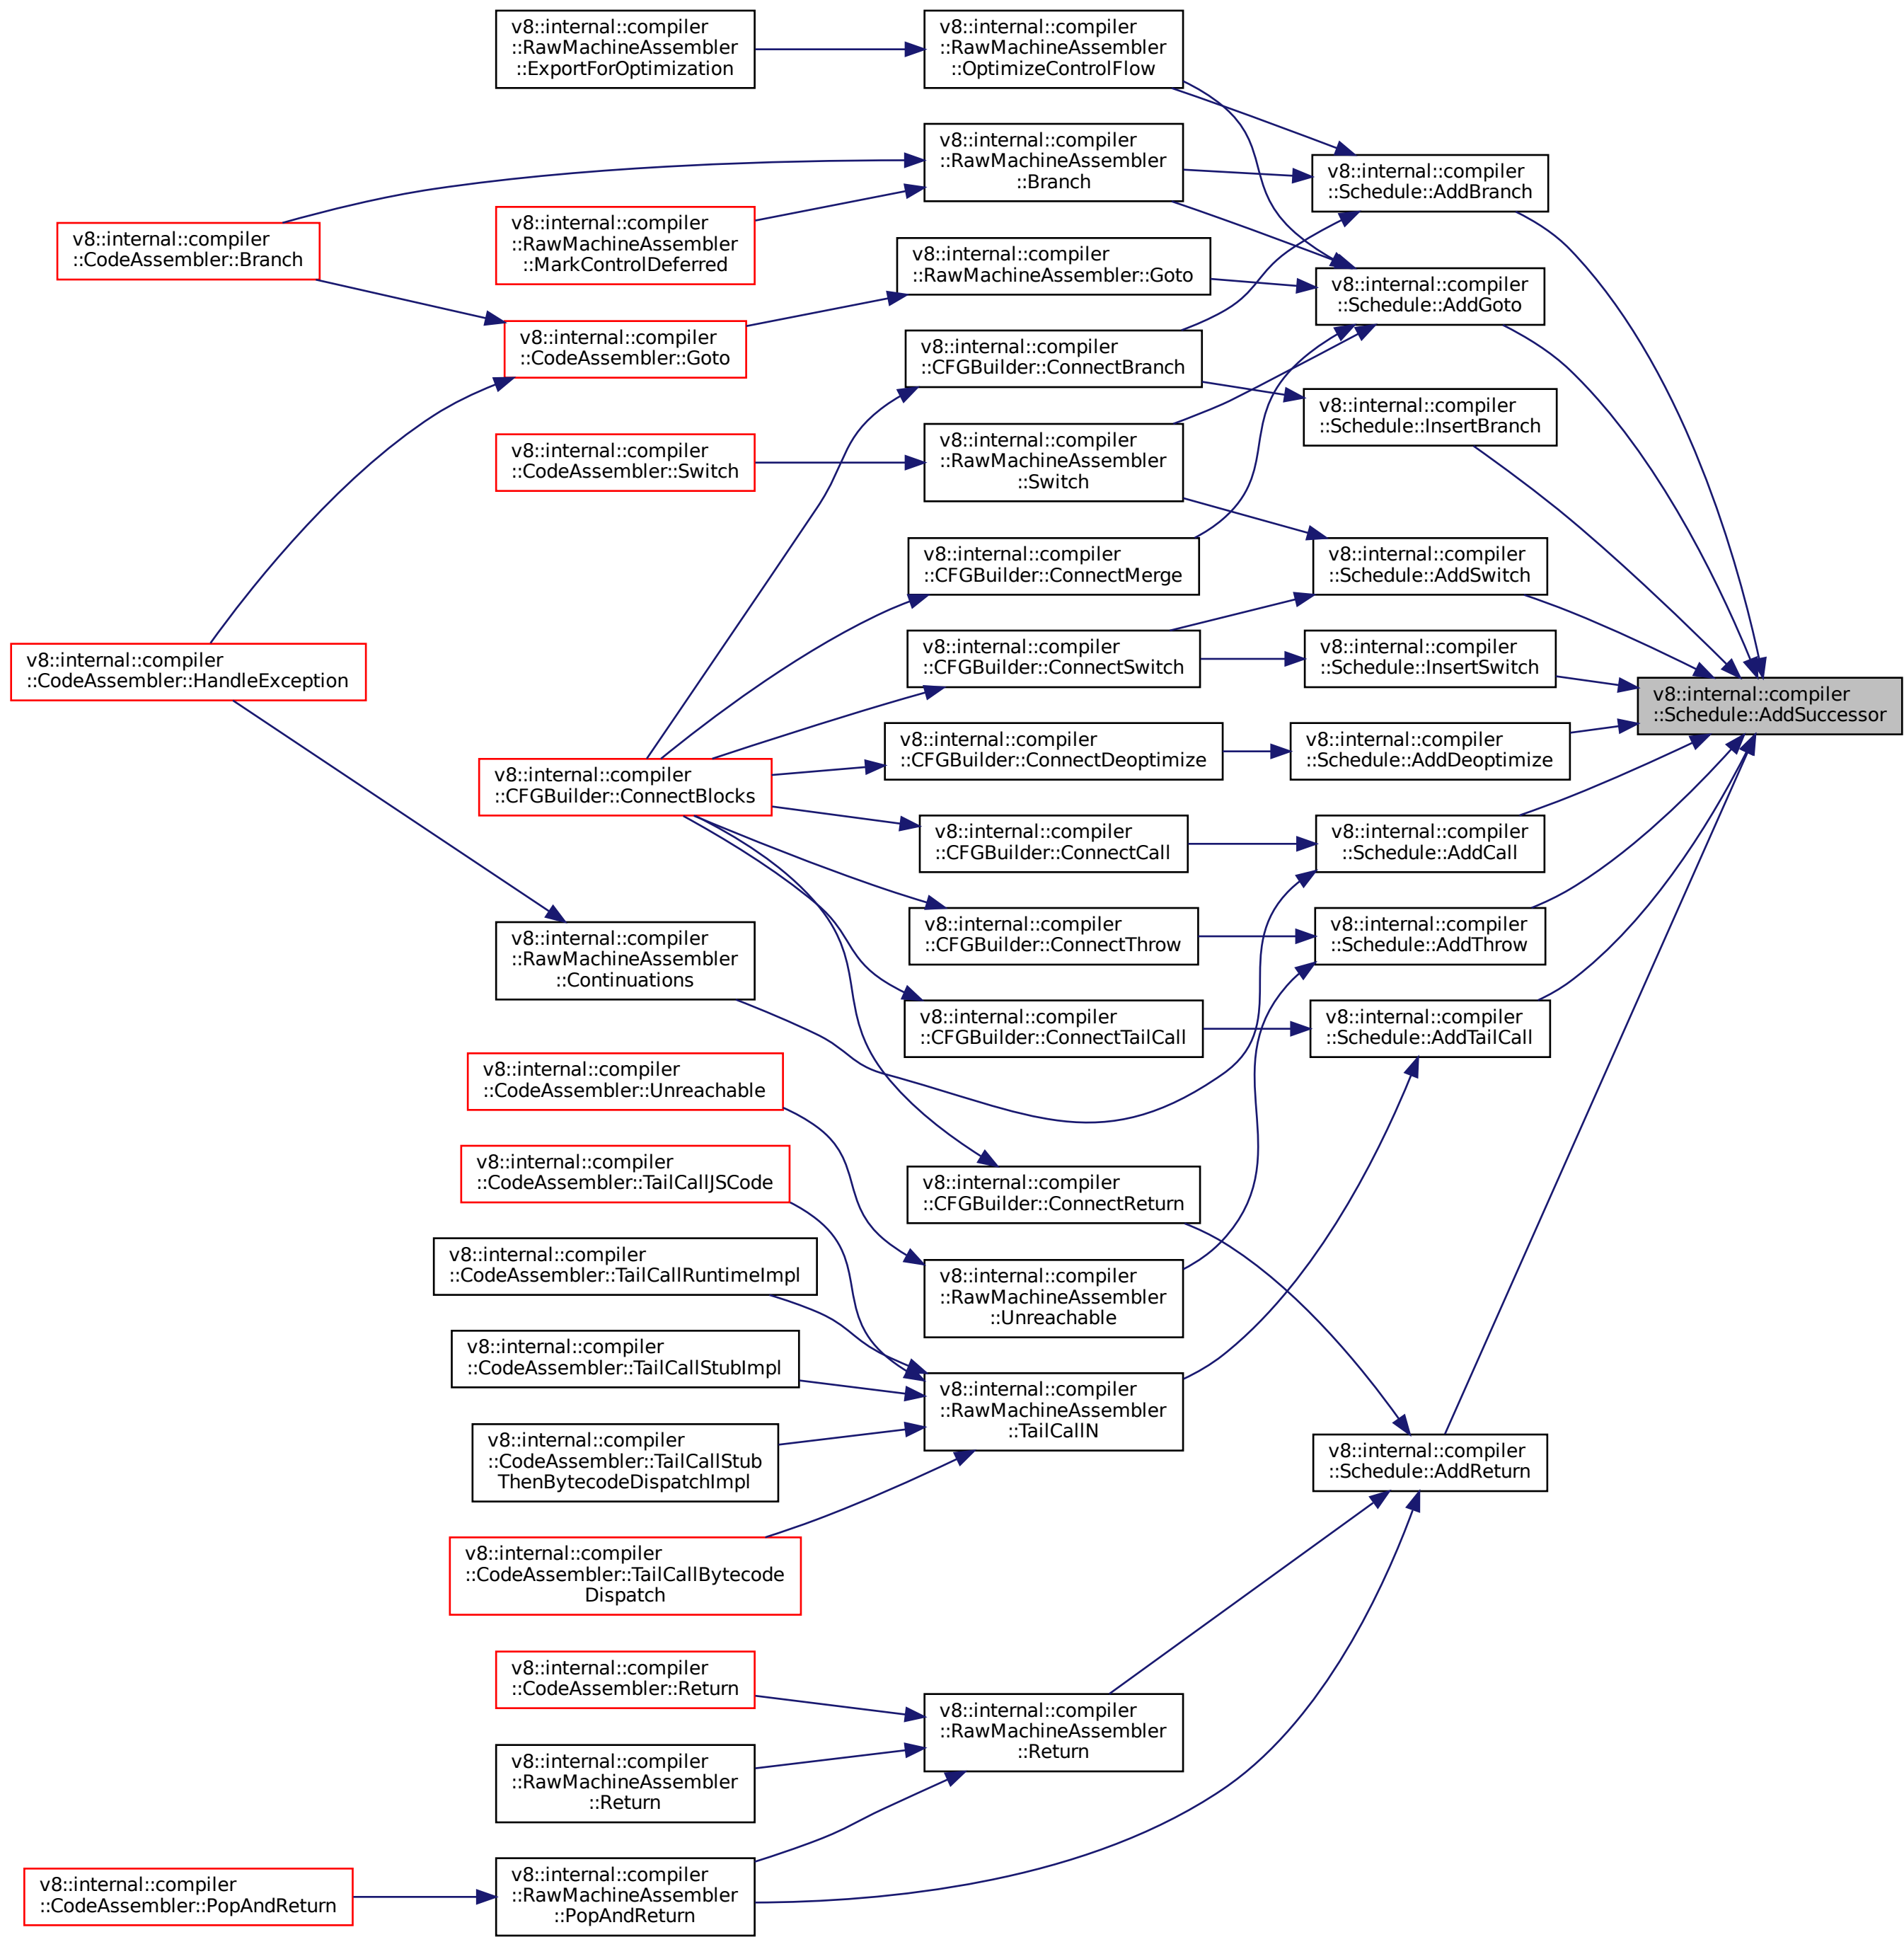 v8::internal::compiler
::RawMachineAssembler
::ExportForOptimization
v8::internal::compiler
::RawMachineAssembler
::OptimizeControlFlow
v8::internal::compiler
::RawMachineAssembler
::Branch
v8::internal::compiler
::Schedule::AddBranch
v8::internal::compiler
::RawMachineAssembler
::MarkControlDeferred
v8::internal::compiler
::CodeAssembler::Branch
v8::internal::compiler
::RawMachineAssembler::Goto
v8::internal::compiler
::Schedule::AddGoto
v8::internal::compiler
::CodeAssembler::Goto
v8::internal::compiler
::CFGBuilder::ConnectBranch
v8::internal::compiler
::Schedule::InsertBranch
v8::internal::compiler
::CodeAssembler::Switch
v8::internal::compiler
::RawMachineAssembler
::Switch
v8::internal::compiler
::CFGBuilder::ConnectMerge
v8::internal::compiler
::Schedule::AddSwitch
v8::internal::compiler
::CodeAssembler::HandleException
v8::internal::compiler
::CFGBuilder::ConnectSwitch
v8::internal::compiler
::Schedule::InsertSwitch
v8::internal::compiler
::Schedule::AddSuccessor
v8::internal::compiler
::CFGBuilder::ConnectDeoptimize
v8::internal::compiler
::Schedule::AddDeoptimize
v8::internal::compiler
::CFGBuilder::ConnectBlocks
v8::internal::compiler
::CFGBuilder::ConnectCall
v8::internal::compiler
::Schedule::AddCall
v8::internal::compiler
::RawMachineAssembler
::Continuations
v8::internal::compiler
::CFGBuilder::ConnectThrow
v8::internal::compiler
::Schedule::AddThrow
v8::internal::compiler
::CFGBuilder::ConnectTailCall
v8::internal::compiler
::Schedule::AddTailCall
v8::internal::compiler
::CodeAssembler::Unreachable
v8::internal::compiler
::CodeAssembler::TailCallJSCode
v8::internal::compiler
::CFGBuilder::ConnectReturn
v8::internal::compiler
::CodeAssembler::TailCallRuntimeImpl
v8::internal::compiler
::RawMachineAssembler
::Unreachable
v8::internal::compiler
::CodeAssembler::TailCallStubImpl
v8::internal::compiler
::RawMachineAssembler
::TailCallN
v8::internal::compiler
::CodeAssembler::TailCallStub
ThenBytecodeDispatchImpl
v8::internal::compiler
::Schedule::AddReturn
v8::internal::compiler
::CodeAssembler::TailCallBytecode
Dispatch
v8::internal::compiler
::CodeAssembler::Return
v8::internal::compiler
::RawMachineAssembler
::Return
v8::internal::compiler
::RawMachineAssembler
::Return
v8::internal::compiler
::CodeAssembler::PopAndReturn
v8::internal::compiler
::RawMachineAssembler
::PopAndReturn